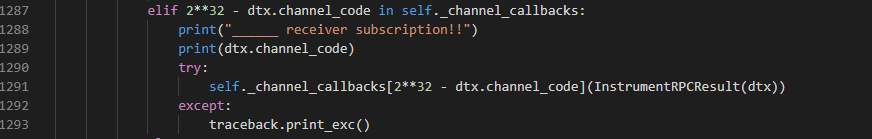 1287 elif 2**32 - dtx.channel_code in self._channel_callbacks:
1288 print("______ receiver subscription!!")
1289 print(dtx.channel_code)
1290 try:
1291 self._channel_callbacks[2**32 - dtx.channel_code](InstrumentRPCResult(dtx))
1292 except:
1293 traceback.print_exc()